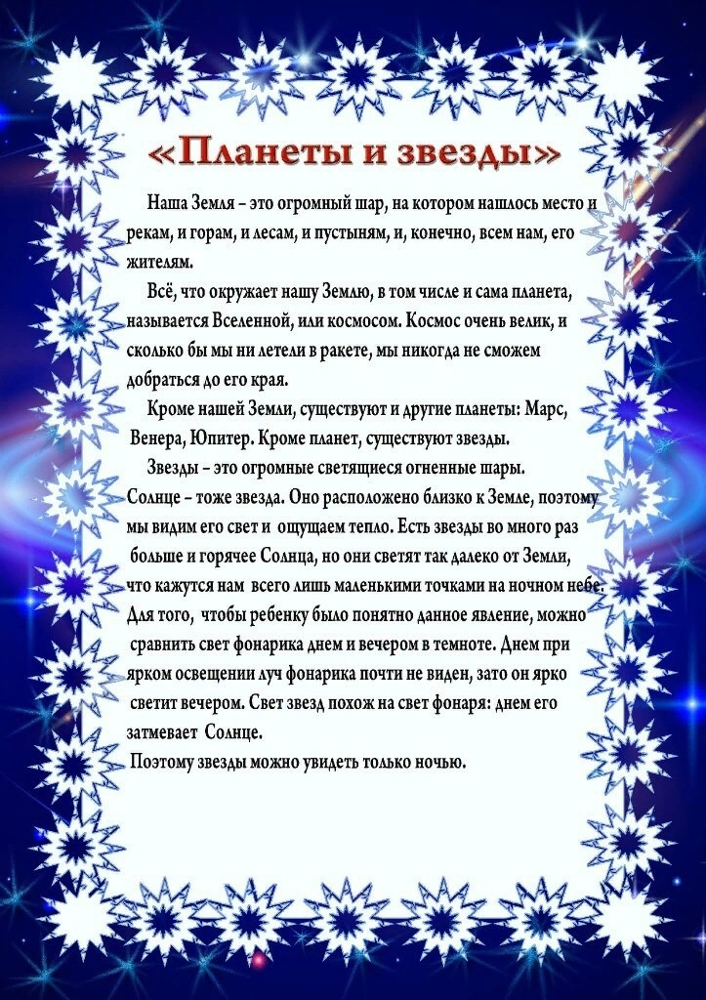 «Планеты и звезды»
Наша Земля – это огромный шар, на котором нашлось место и
рекам, и горам, и лесам, и пустыням, и, конечно, всем нам, его
жителям.
Всё, что окружает нашу Землю, в том числе и сама планета,
называется Вселенной, или космосом. Космос очень велик, и
сколько бы мы ни летели в ракете, мы никогда не сможем
добраться до его края.
Кроме нашей Земли, существуют и другие планеты: Марс,
Венера, Юпитер. Кроме планет, существуют звезды.
Звезды – это огромные светящиеся огненные шары.
Солнце – тоже звезда. Оно расположено близко к Земле, поэтому
мы видим его свет и ощущаем тепло. Есть звезды во много раз
больше и горячее Солнца, но они светят так далеко от Земли,
что кажутся нам всего лишь маленькими точками на ночном небе.
Для того, чтобы ребенку было понятно данное явление, можно
сравнить свет фонарика днем и вечером в темноте. Днем при
ярком освещении луч фонарика почти не виден, зато он ярко
светит вечером. Свет звезд похож на свет фонаря: днем его
затмевает Солнце.
Поэтому звезды можно увидеть только ночью.